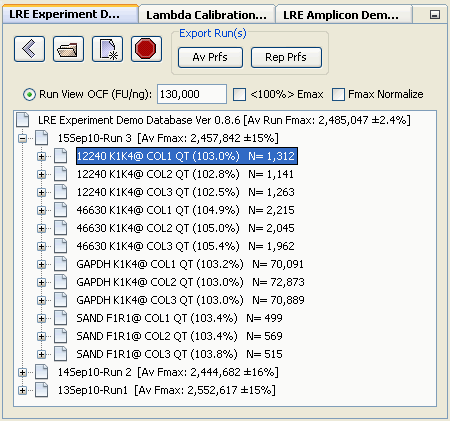 LRE Experiment D... Lambda Calibration... LRE Amplicon Dem...
Export Run(s)
Av Prfs Rep Prfs
Run View OCF (FU/ng): 130,000 <100%> Emax Fmax Normalize
LRE Experiment Demo Database Ver 0.8.6 [Av Run Fmax: 2,485,047 ±2.4%]
15Sep10-Run 3 [Av Fmax: 2,457,842 ±15%]
12240 K1K4@ COL1 QT (103.0%) N= 1,312
12240 K1K4@ COL2 QT (102.8%) N= 1,141
12240 K1K4@ COL3 QT (102.5%) N= 1,263
46630 K1K4@ COL1 QT (104.9%) N= 2,215
46630 K1K4@ COL2 QT (105.0%) N= 2,045
46630 K1K4@ COL3 QT (105.4%) N= 1,962
GAPDH K1K4@ COL1 QT (103.2%) N= 70,091
GAPDH K1K4@ COL2 QT (103.0%) N= 72,873
GAPDH K1K4@ COL3 QT (103.0%) N= 70,889
SAND F1R1@ COL1 QT (103.4%) N= 499
SAND F1R1@ COL2 QT (103.4%) N= 569
SAND F1R1@ COL3 QT (103.8%) N= 515
14Sep10-Run 2 [Av Fmax: 2,444,682 ±16%]
13Sep10-Run1 [Av Fmax: 2,552,617 ±15%]